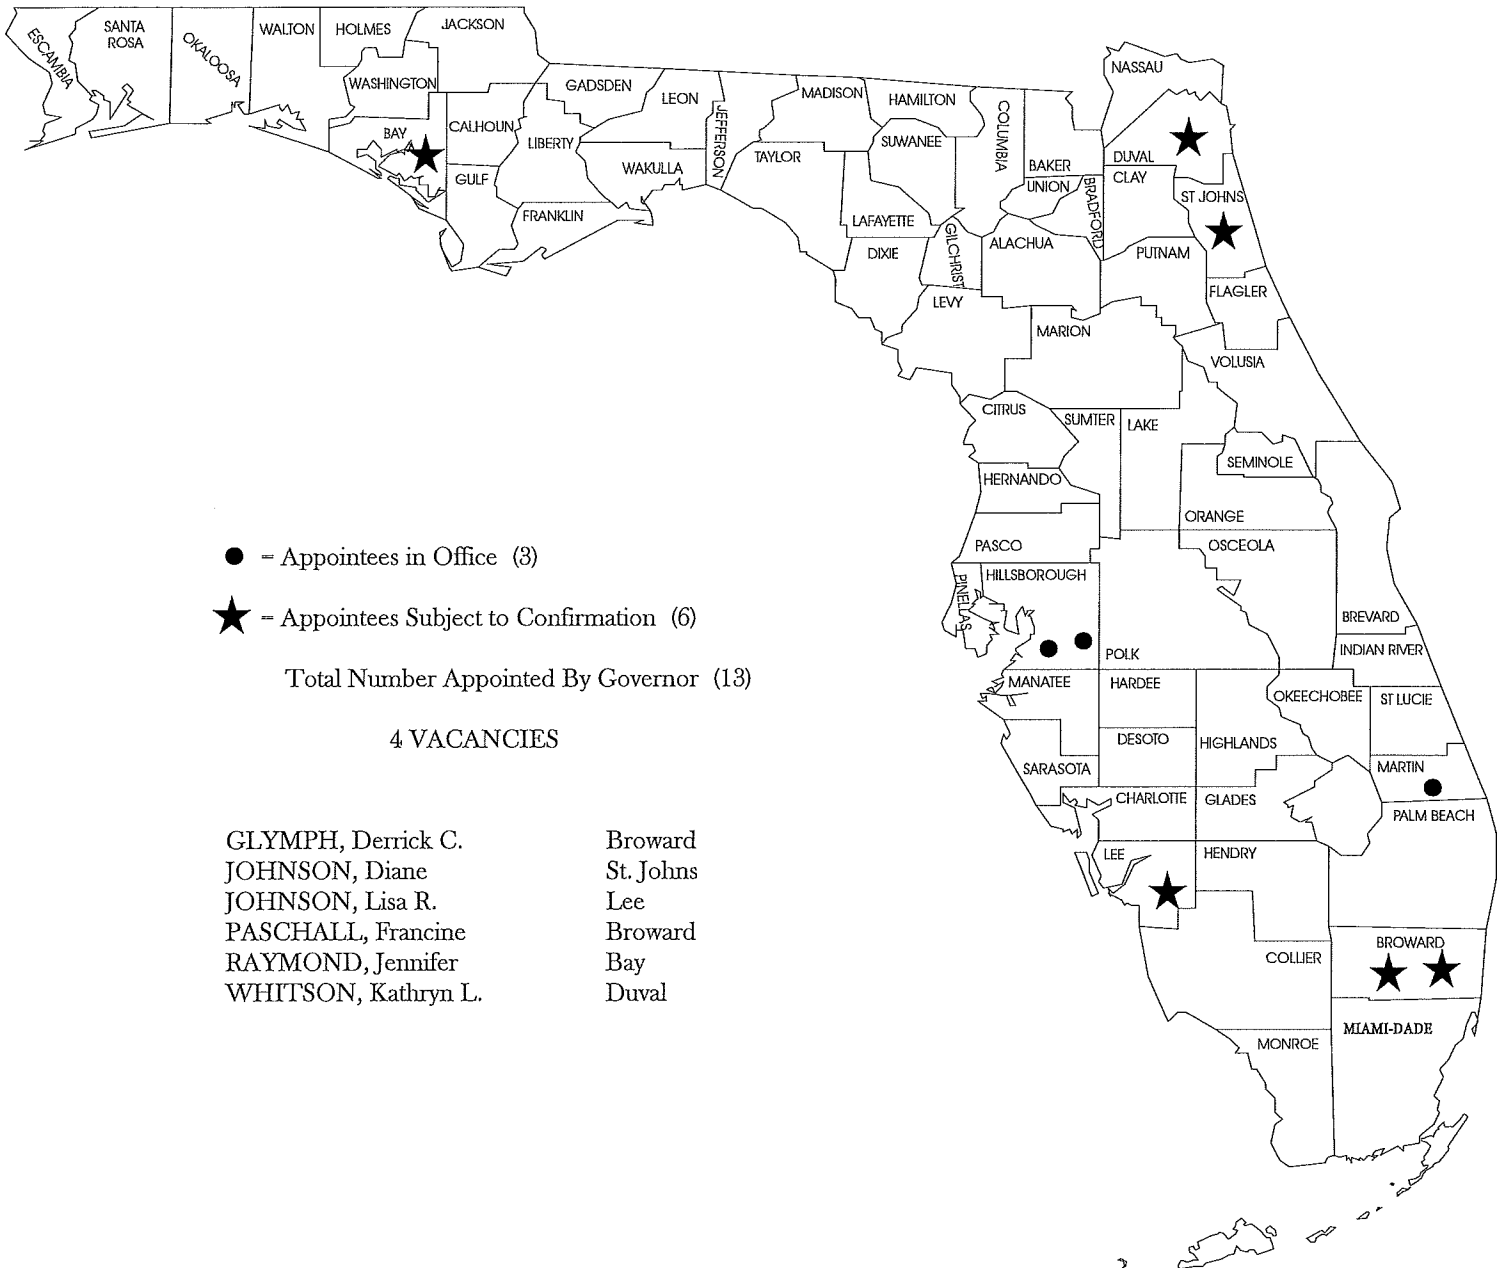 ESCAMBIA
SANTA
ROSA
OKALOOSA
WALTON
HOLMES
JACKSON
WASHINGTON
BAY
CALHOUN
GULF
GADSDEN
LIBERTY
FRANKLIN
LEON
WAKULLA
JEFFERSON
MADISON
TAYLOR
HAMILTON
SUWANEE
LAFAYETTE
DIXIE
COLUMBIA
GILCHRIST
BAKER
UNION
BRADFORD
ALACHUA
LEVY
NASSAU
DUVAL
CLAY
ST JOHNS
PUTNAM
FLAGLER
MARION
VOLUSIA
CITRUS
SUMTER
LAKE
SEMINOLE
HERNANDO
ORANGE
PASCO
OSCEOLA
PINELLAS
HILLSBOROUGH
POLK
BREVARD
INDIAN RIVER
MANATEE
HARDEE
OKEECHOBEE
ST LUCIE
DESOTO
HIGHLANDS
SARASOTA
MARTIN
CHARLOTTE
GLADES
PALM BEACH
LEE
HENDRY
COLLIER
BROWARD
MIAMI-DADE
MONROE
= Appointees in Office (3)
= Appointees Subject to Confirmation (6)
Total Number Appointed By Governor (13)
4 VACANCIES
GLYMPH, Derrick C. Broward
JOHNSON, Diane St. Johns
JOHNSON, Lisa R. Lee
PASCHALL, Francine Broward
RAYMOND, Jennifer Bay
WHITSON, Kathryn L. Duval